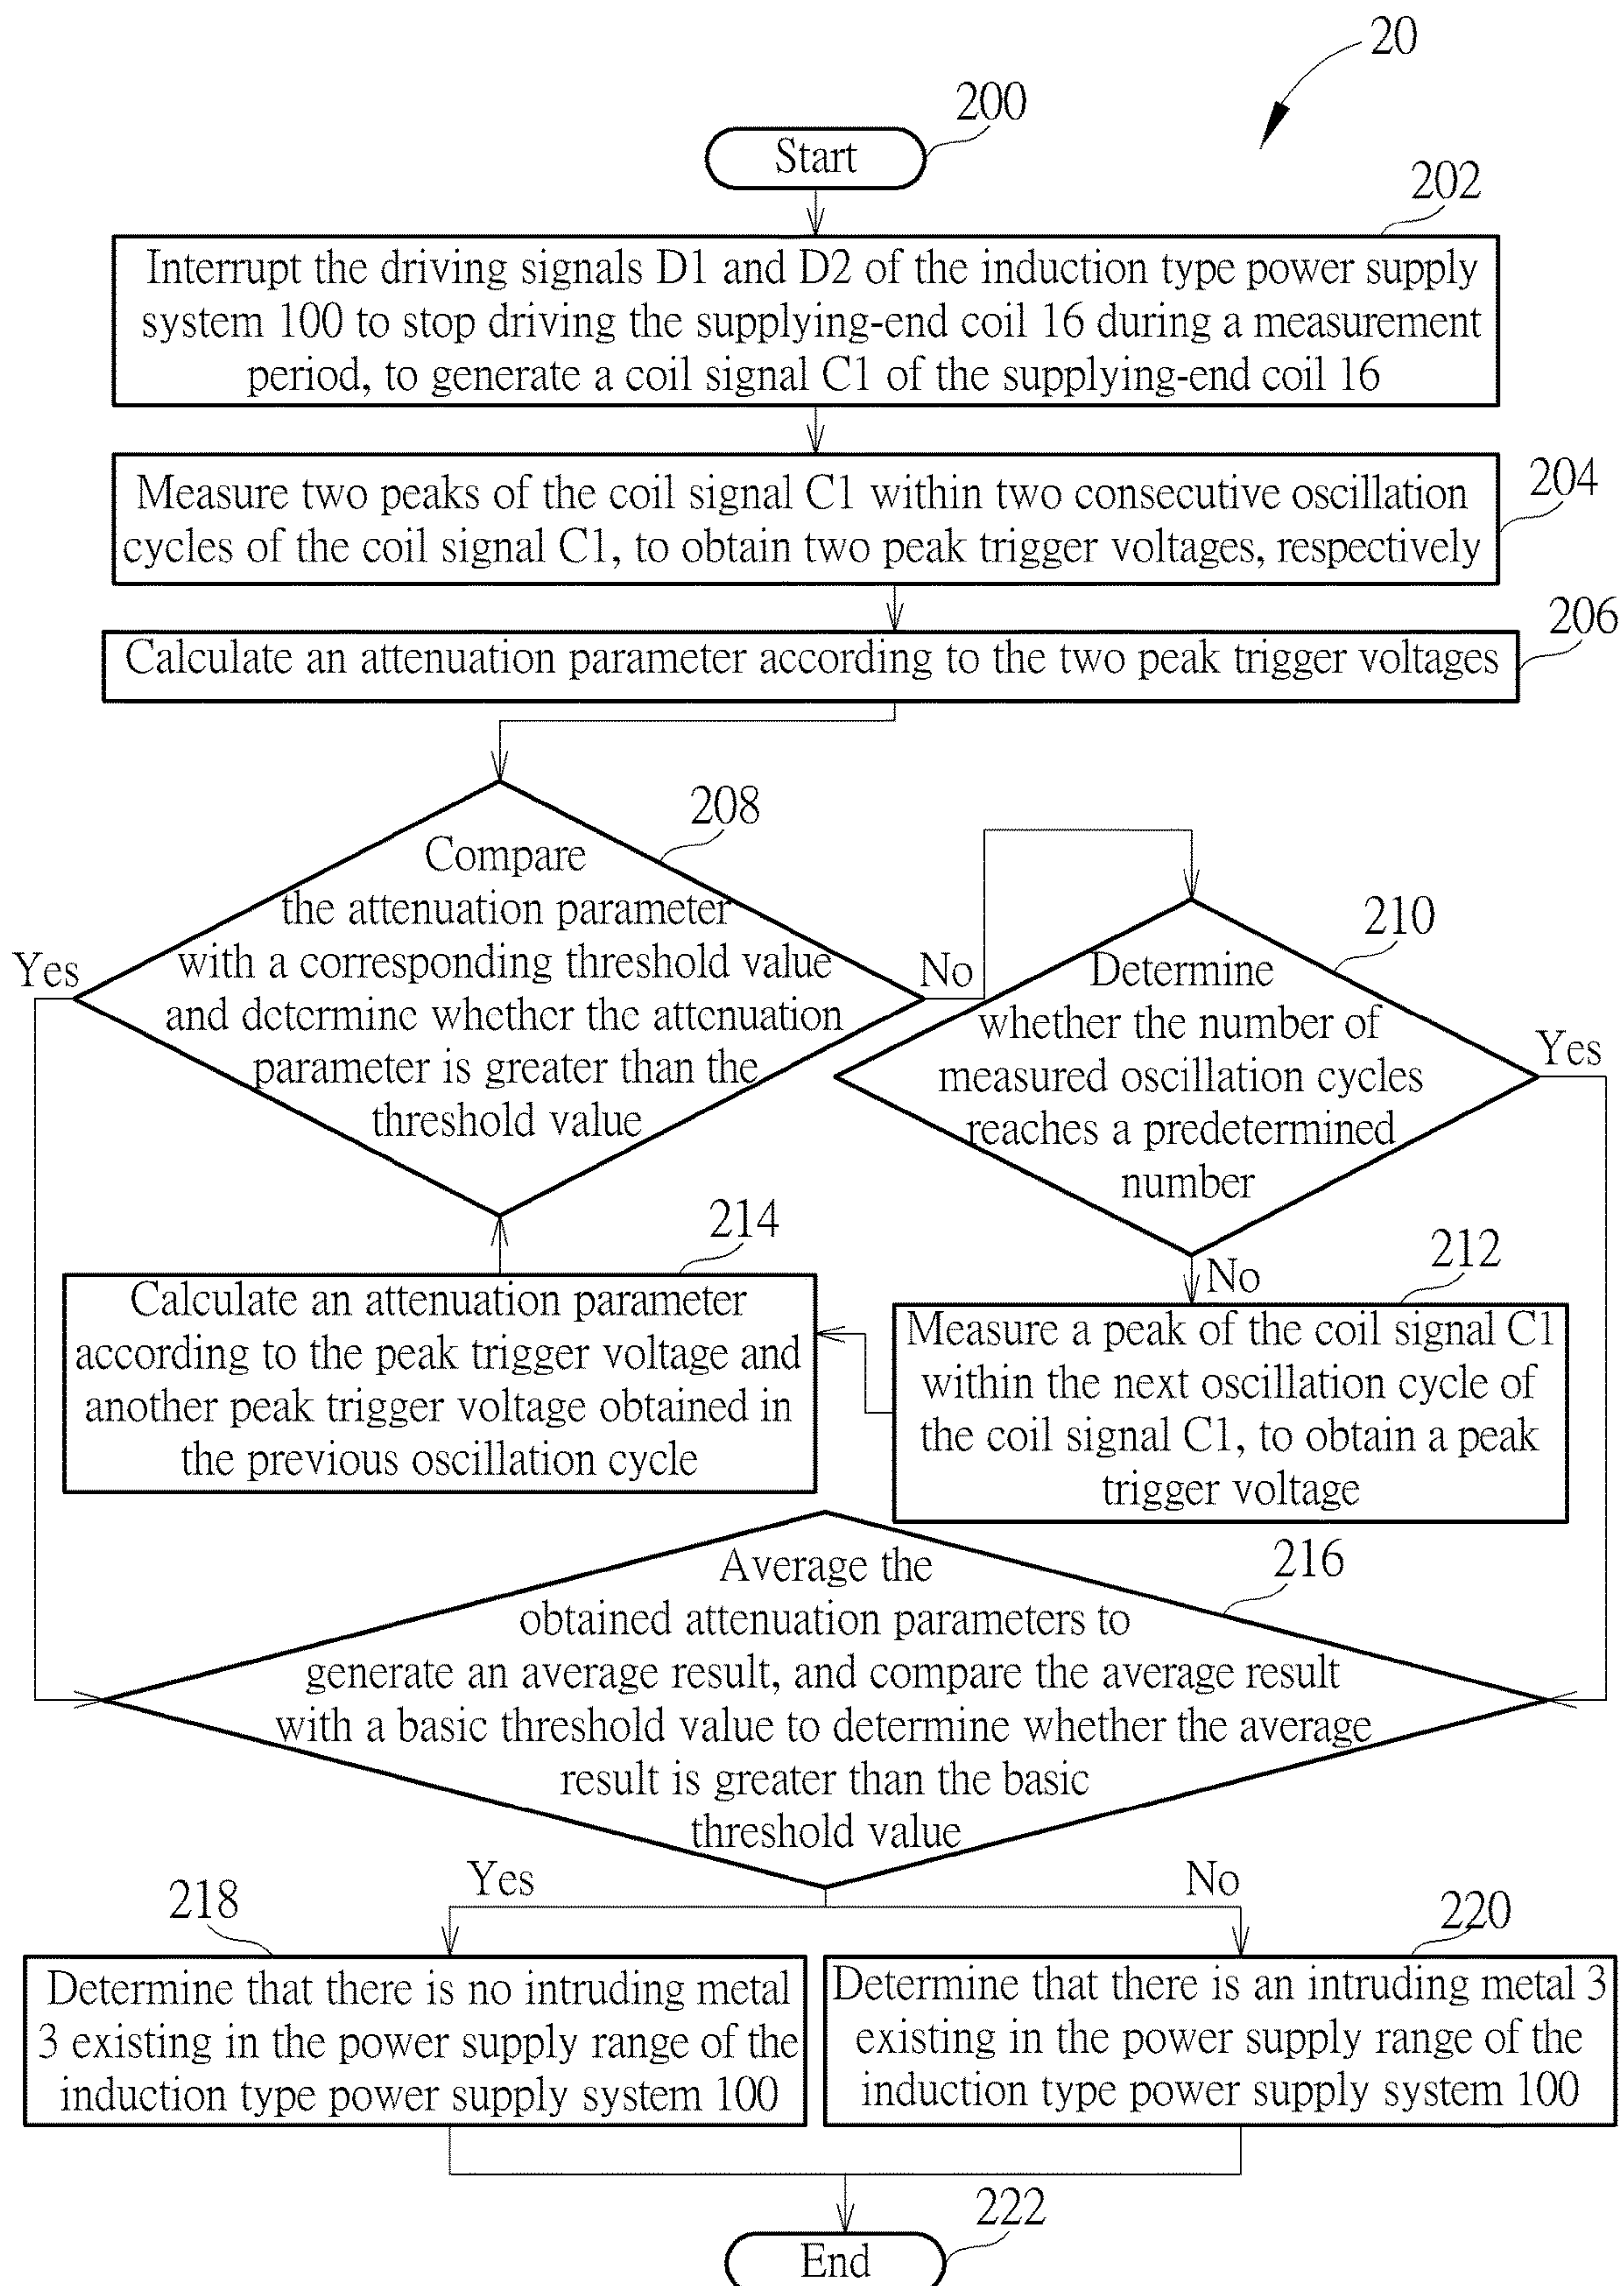 20
200
Start
202
Interrupt the driving signals D1 and D2 of the induction type power supply
system 100 to stop driving the supplying-end coil 16 during a measurement
period, to generate a coil signal C1 of the supplying-end coil 16
204
Measure two peaks of the coil signal C1 within two consecutive oscillation
cycles of the coil signal C1, to obtain two peak trigger voltages, respectively
206
Calculate an attenuation parameter according to the two peak trigger voltages
208
Compare
the attenuation parameter
with a corresponding threshold value
and determine whether the attenuation
parameter is greater than the
threshold value
Yes
No
210
Determine
whether the number of
measured oscillation cycles
reaches a predetermined
number
Yes
No
212
Measure a peak of the coil signal C1
within the next oscillation cycle of
the coil signal C1, to obtain a peak
trigger voltage
214
Calculate an attenuation parameter
according to the peak trigger voltage and
another peak trigger voltage obtained in
the previous oscillation cycle
216
Average the
obtained attenuation parameters to
generate an average result, and compare the average result
with a basic threshold value to determine whether the average
result is greater than the basic
threshold value
Yes
No
218
Determine that there is no intruding metal
3 existing in the power supply range of the
induction type power supply system 100
220
Determine that there is an intruding metal 3
existing in the power supply range of the
induction type power supply system 100
222
End